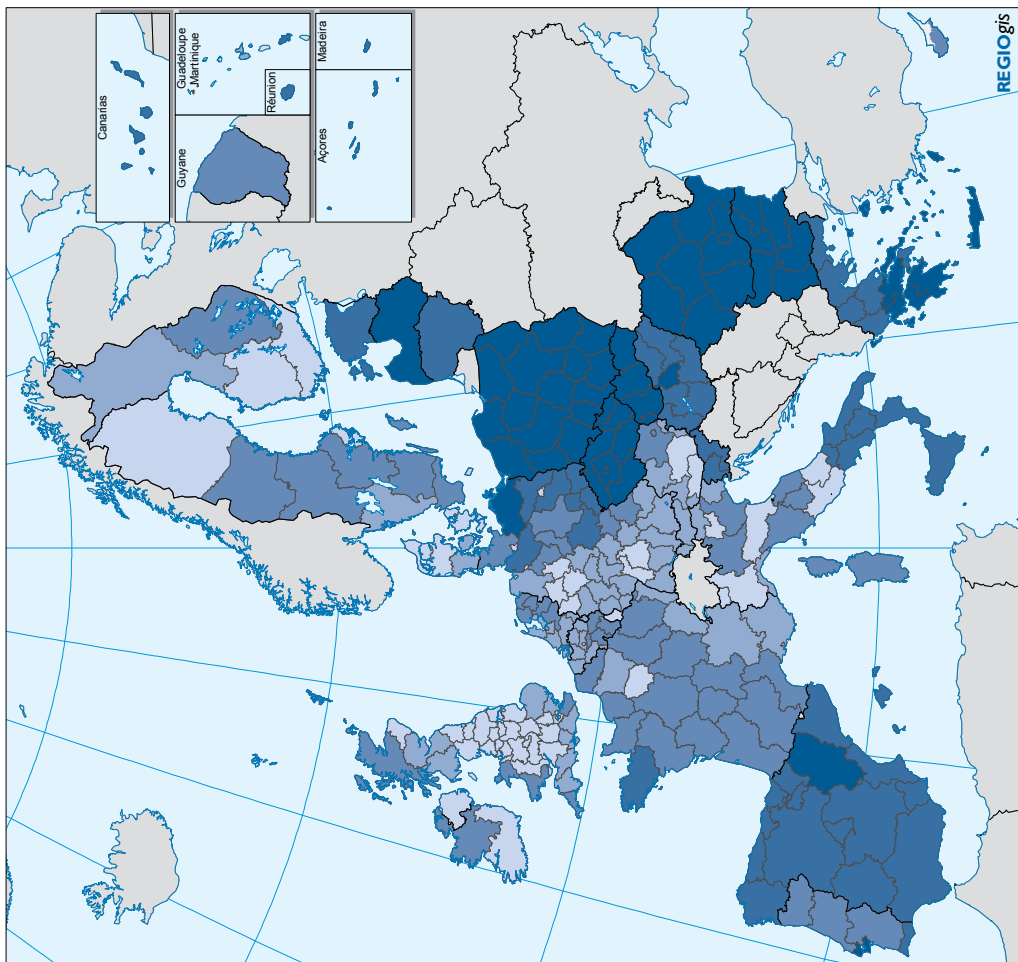 Canarias
Guyane
Guadeloupe
Martinique
Réunion
Açores
Madeira
REGIOgis